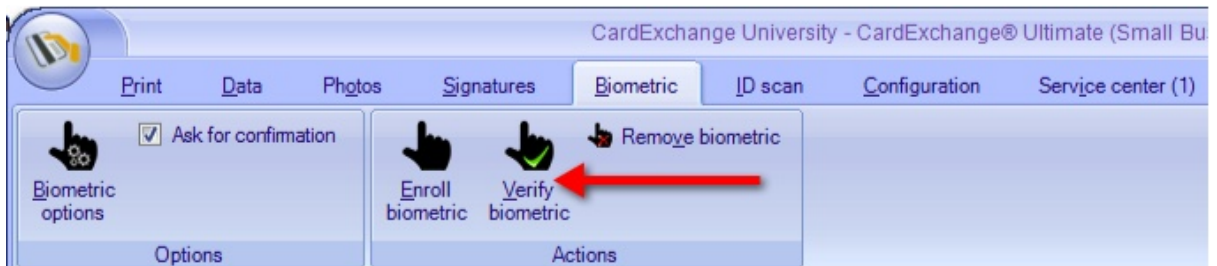 CardExchange University - CardExchange® Ultimate (Small Bu
Print Data Photos Signatures Biometric ID scan Configuration Service center (1)
Ask for confirmation
Biometric
options
Options
Enroll
biometric
Verify
biometric
Remove biometric
Actions